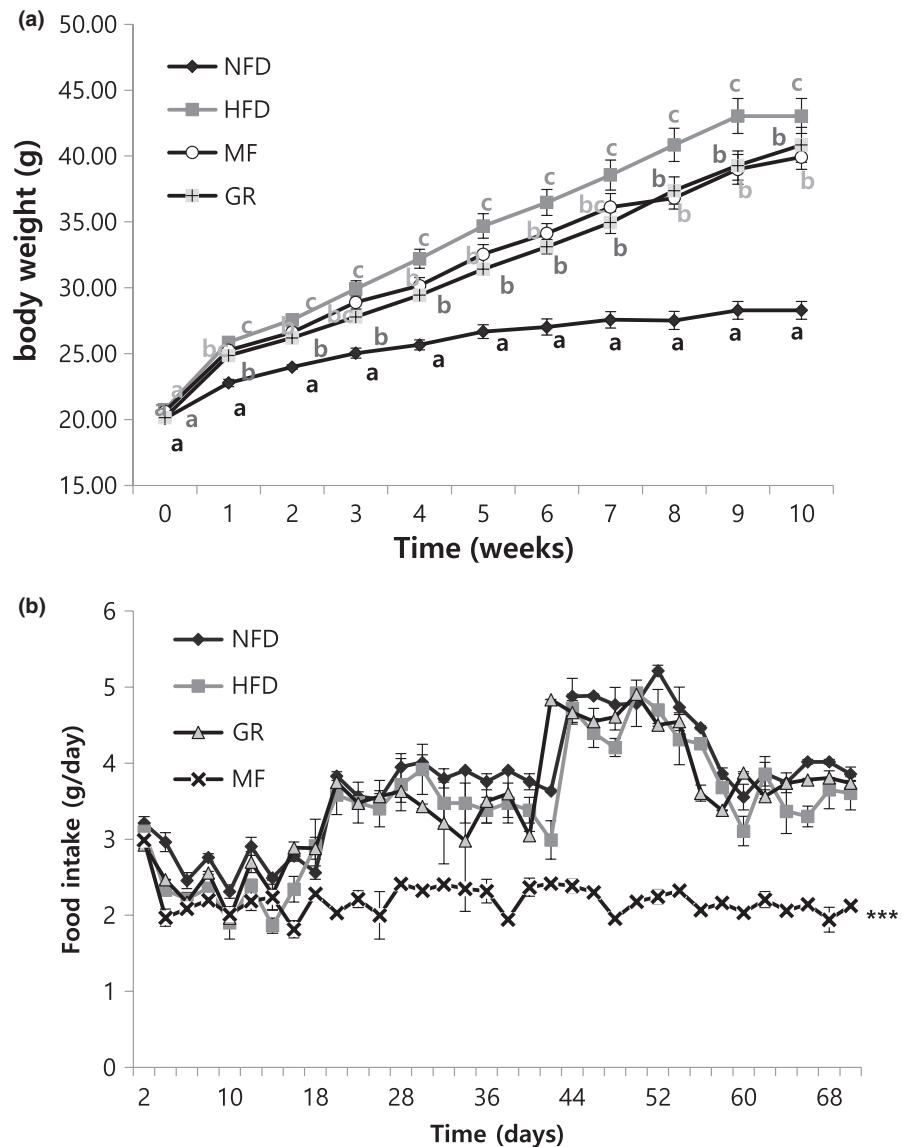 (a)
50.00
45.00
40.00
35.00
30.00
25.00
20.00
15.00
body weight (g)
NFD
HFD
MF
GR
c c
c b
c b b b
c bc b b
c b
c b b
c b b
c bc b
c b b
bc b a a a a a
a b a a a
a a a
a
0 1 2 3 4 5 6 7 8 9 10
Time (weeks)
(b)
6
5
4
3
2
1
0
Food intake (g/day)
NFD
HFD
GR
MF
***
2 10 18 28 36 44 52 60 68
Time (days)